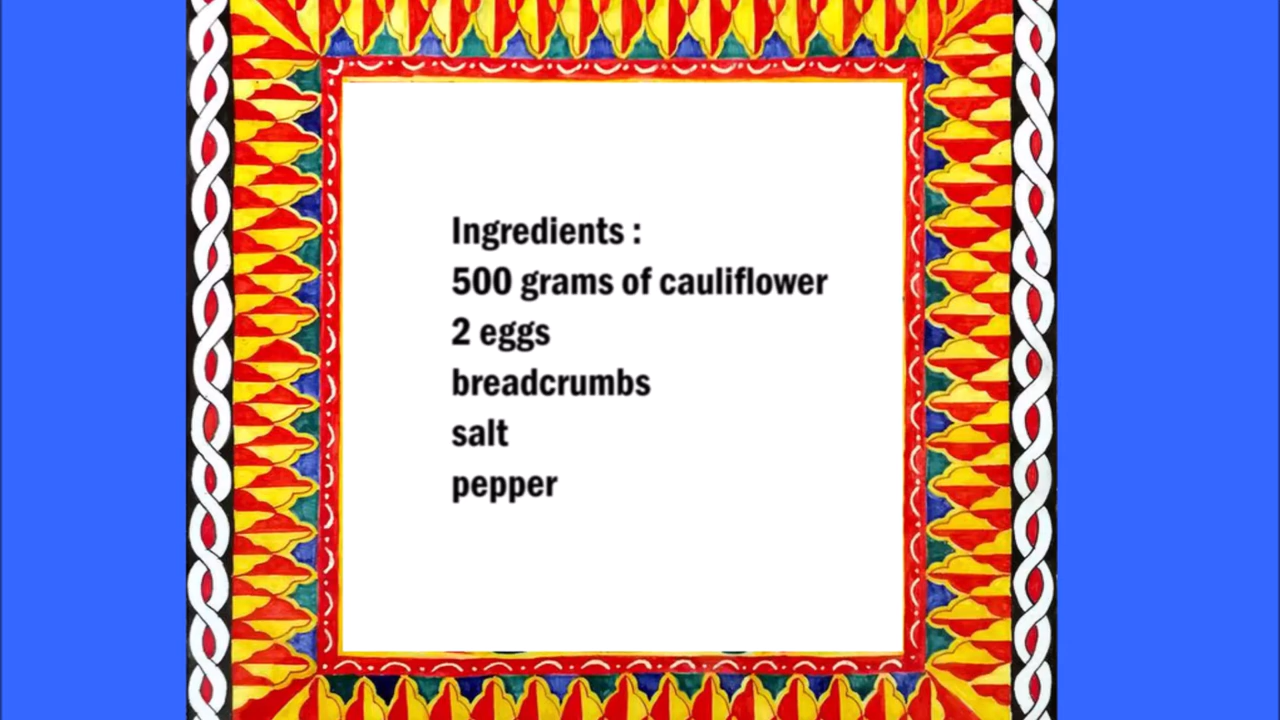 Ingredients :
500 grams of cauliflower
2 eggs
breadcrumbs
salt
pepper